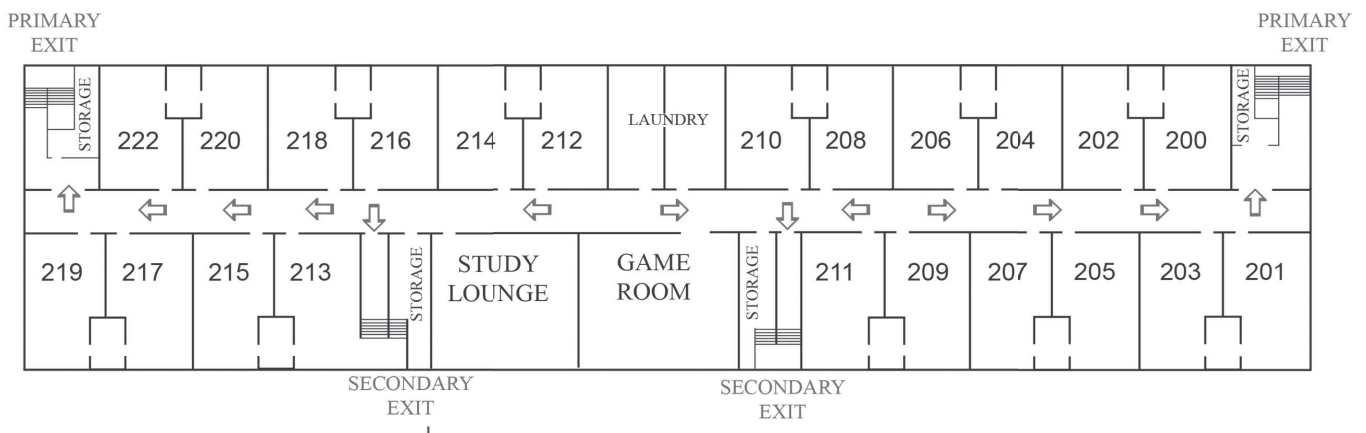 PRIMARY
EXIT
PRIMARY
EXIT
STORAGE
222
220
218
216
214
212
LAUNDRY
210
208
206
204
202
200
STORAGE
219
217
215
213
STORAGE
STUDY
LOUNGE
GAME
ROOM
STORAGE
211
209
207
205
203
201
SECONDARY
EXIT
SECONDARY
EXIT